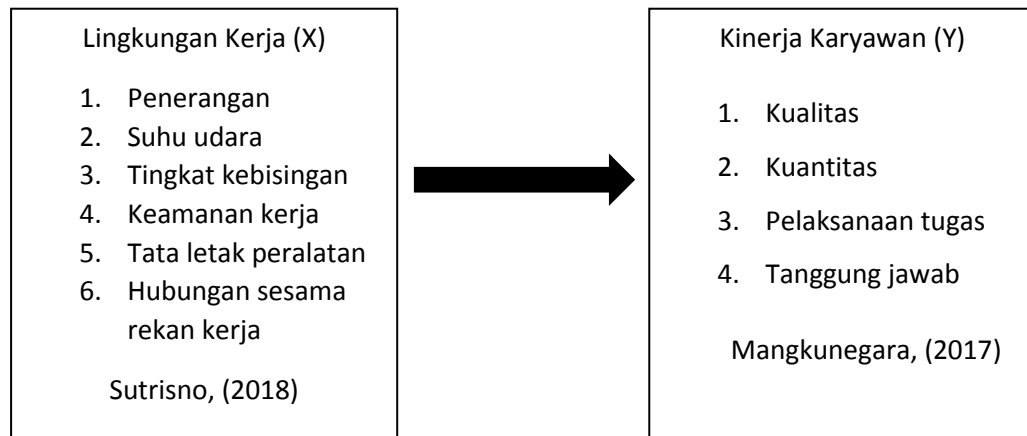 Lingkungan Kerja (X)
1. Penerangan
2. Suhu udara
3. Tingkat kebisingan
4. Keamanan kerja
5. Tata letak peralatan
6. Hubungan sesama
rekan kerja
Sutrisno, (2018)
Kinerja Karyawan (Y)
1. Kualitas
2. Kuantitas
3. Pelaksanaan tugas
4. Tanggung jawab
Mangkunegara, (2017)